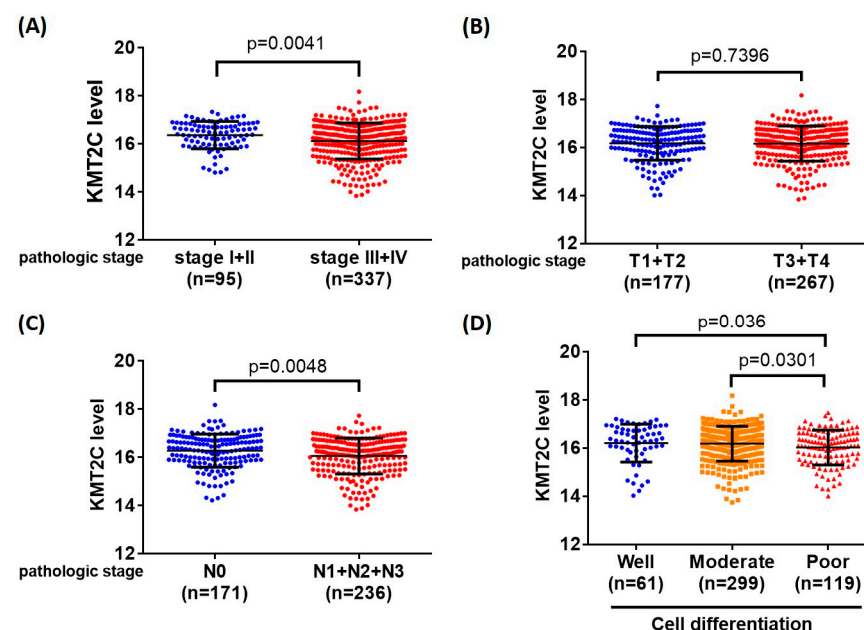 (A)
p=0.0041
20
18
16
14
12
KMT2C level
pathologic stage
stage I+II
(n=95)
stage III+IV
(n=337)
(B)
p=0.7396
20
18
16
14
12
KMT2C level
pathologic stage
T1+T2
(n=177)
T3+T4
(n=267)
(C)
p=0.0048
20
18
16
14
12
KMT2C level
pathologic stage
N0
(n=171)
N1+N2+N3
(n=236)
(D)
p=0.036
p=0.0301
20
18
16
14
12
KMT2C level
Well
(n=61)
Moderate
(n=299)
Poor
(n=119)
Cell differentiation